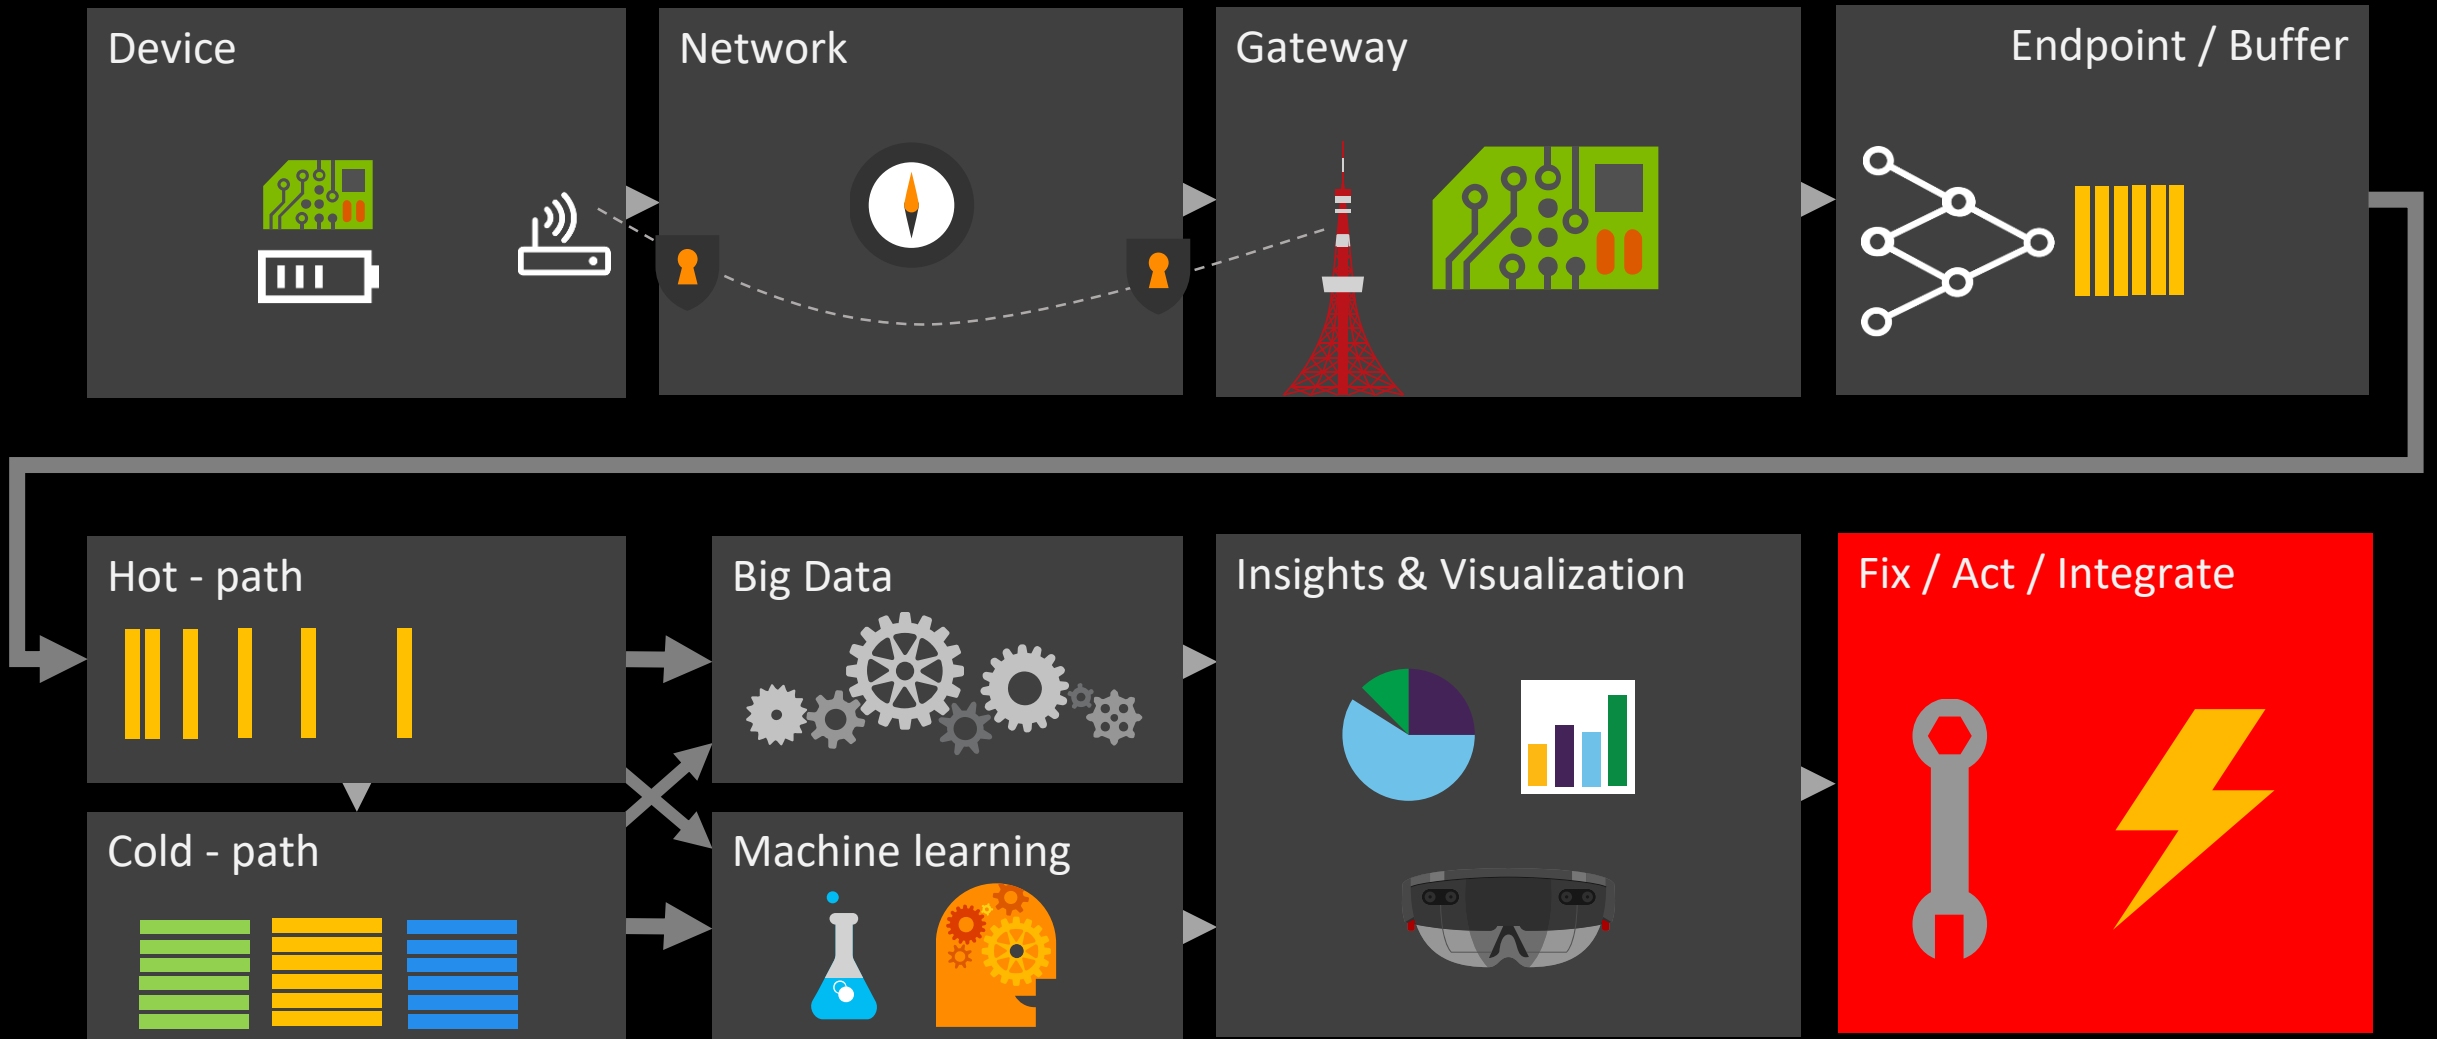 Device
Network
Gateway
Endpoint / Buffer
Hot - path
Big Data
Insights & Visualization
Fix / Act / Integrate
Cold - path
Machine learning